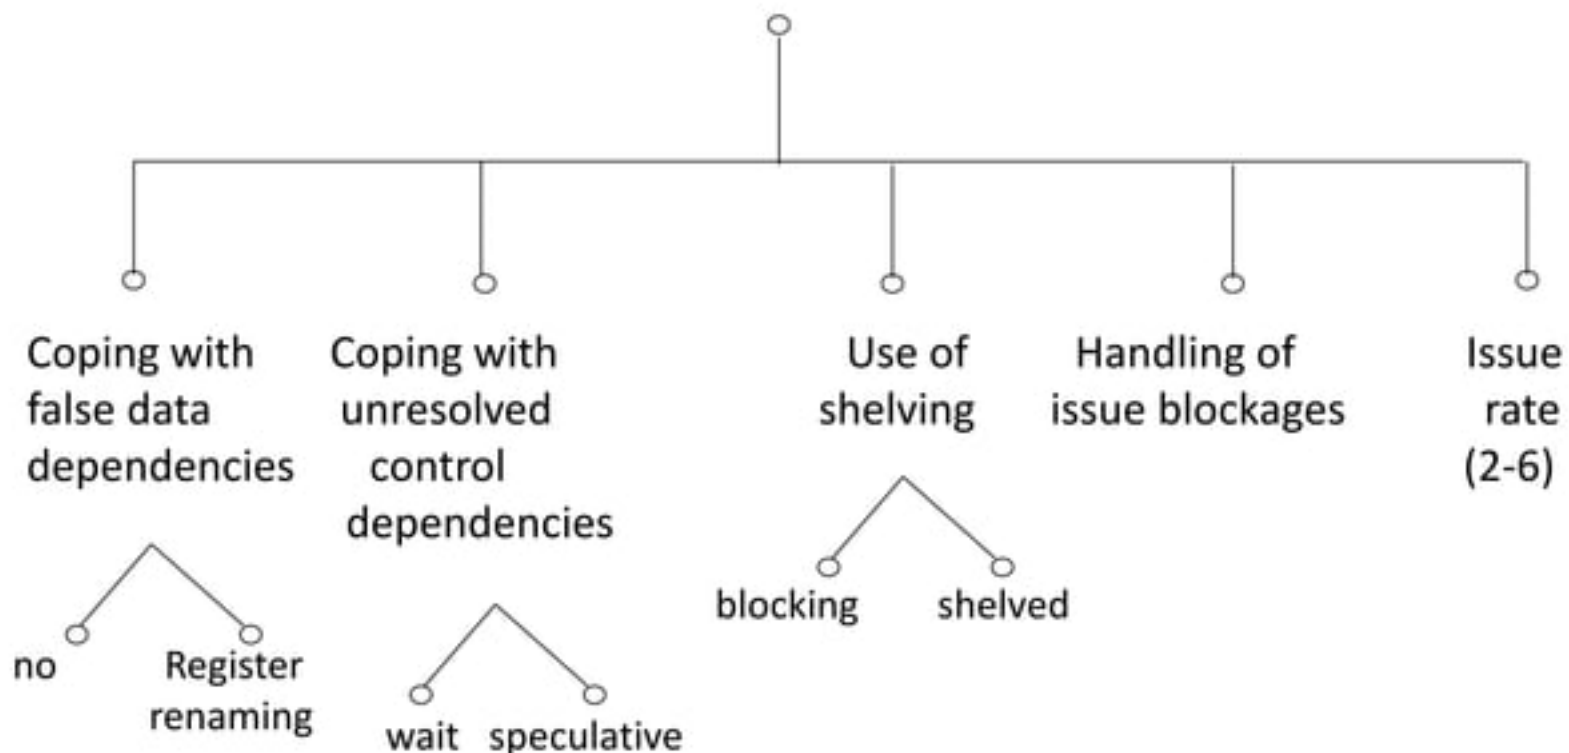 Coping with
false data
dependencies
Coping with
unresolved
control
dependencies
Use of
shelving
Handling of
issue blockages
Issue
rate
(2-6)
no
Register
renaming
wait
speculative
blocking
shelved